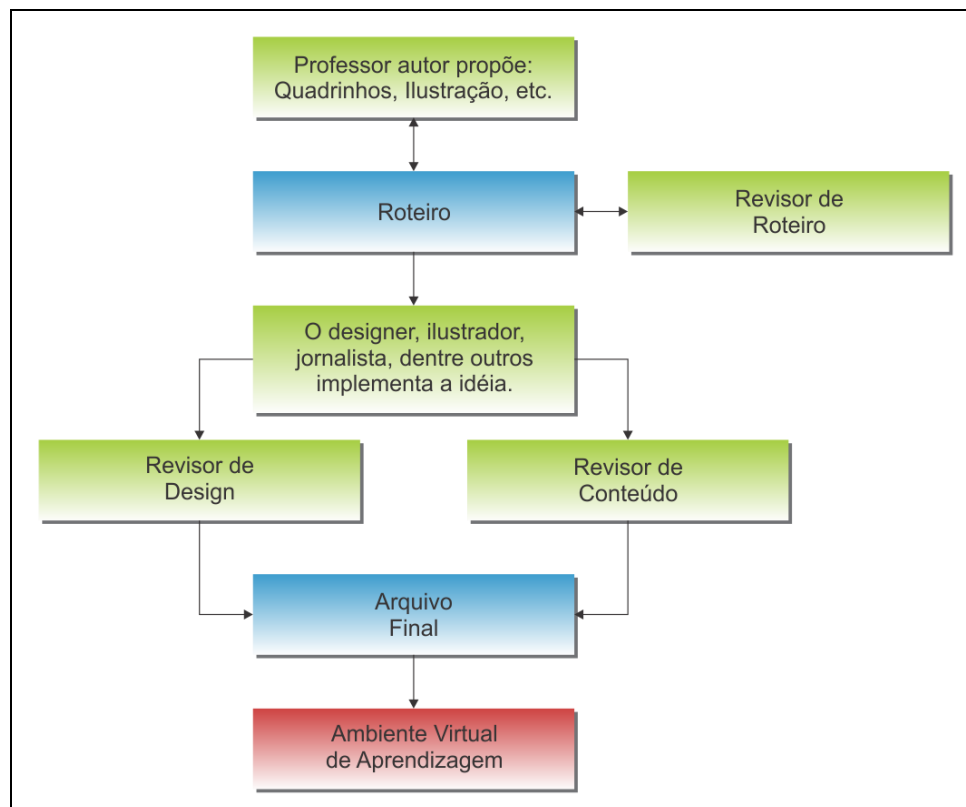 Professor autor propõe:
Quadrinhos, Ilustração, etc.
Roteiro
Revisor de
Roteiro
O designer, ilustrador,
jornalista, dentre outros
implementa a idéia.
Revisor de
Design
Revisor de
Conteúdo
Arquivo
Final
Ambiente Virtual
de Aprendizagem